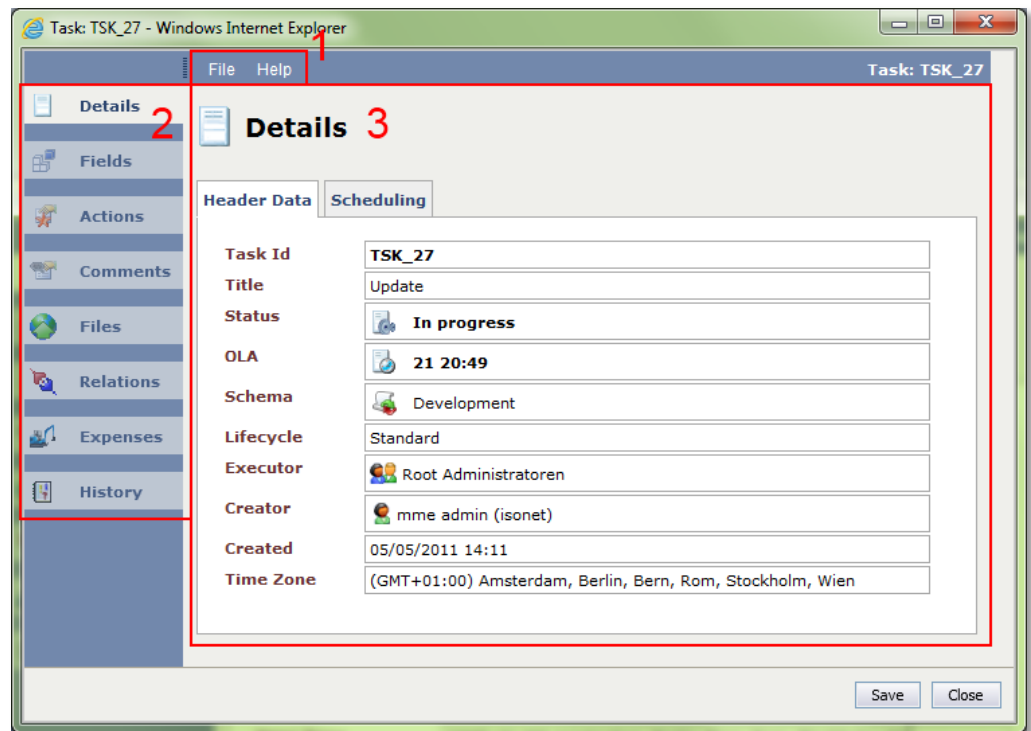 Task: TSK_27 - Windows Internet Explorer
1
File Help Task: TSK_27
2
Details
Fields
Actions
Comments
Files
Relations
Expenses
History
Details 3
Header Data Scheduling
Task Id TSK_27
Title Update
Status In progress
OLA 21 20:49
Schema Development
Lifecycle Standard
Executor Root Administratoren
Creator mme admin (isonet)
Created 05/05/2011 14:11
Time Zone (GMT+01:00) Amsterdam, Berlin, Bern, Rom, Stockholm, Wien
Save Close